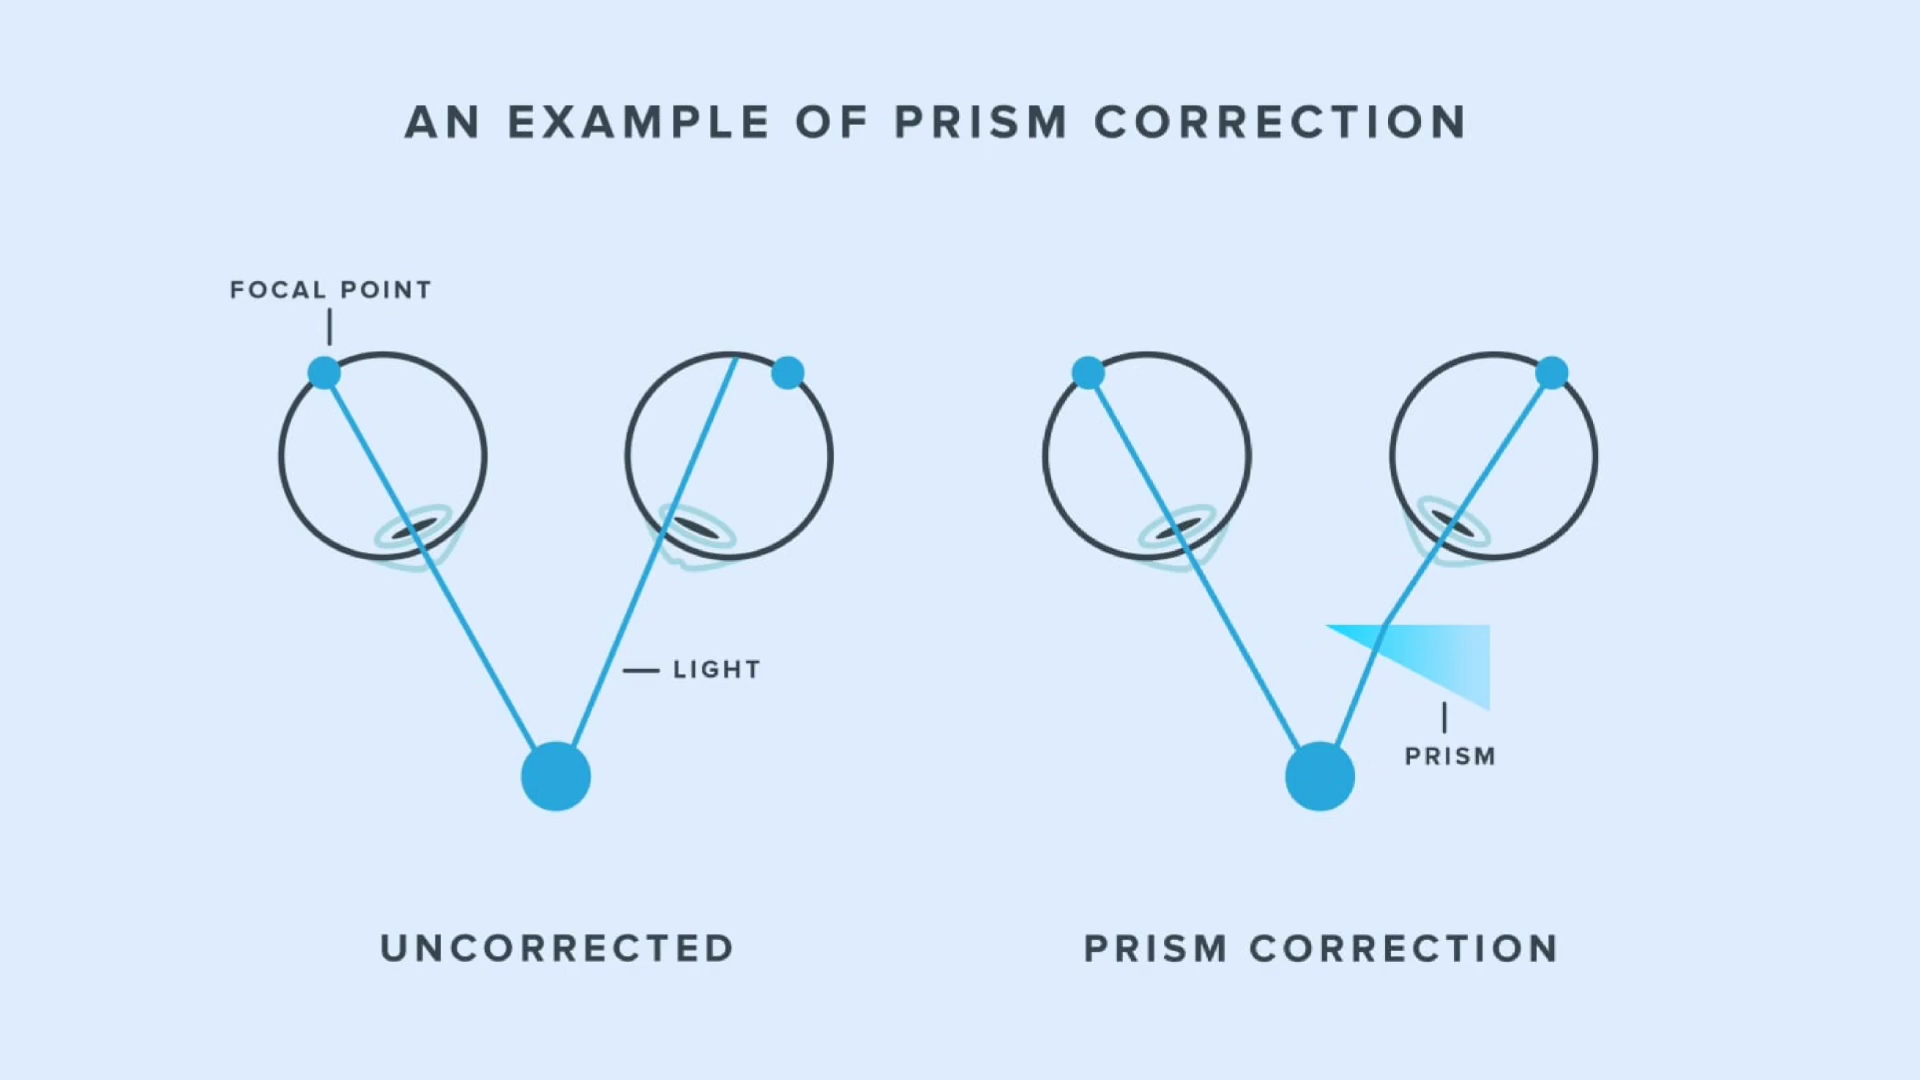 AN EXAMPLE OF PRISM CORRECTION
FOCAL POINT
LIGHT
PRISM
UNCORRECTED
PRISM CORRECTION